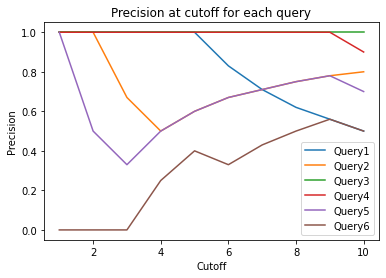 Precision at cutoff for each query
1.0
0.8
0.6
0.4
0.2
0.0
Precision
2
4
6
8
10
Cutoff
Query1
Query2
Query3
Query4
Query5
Query6